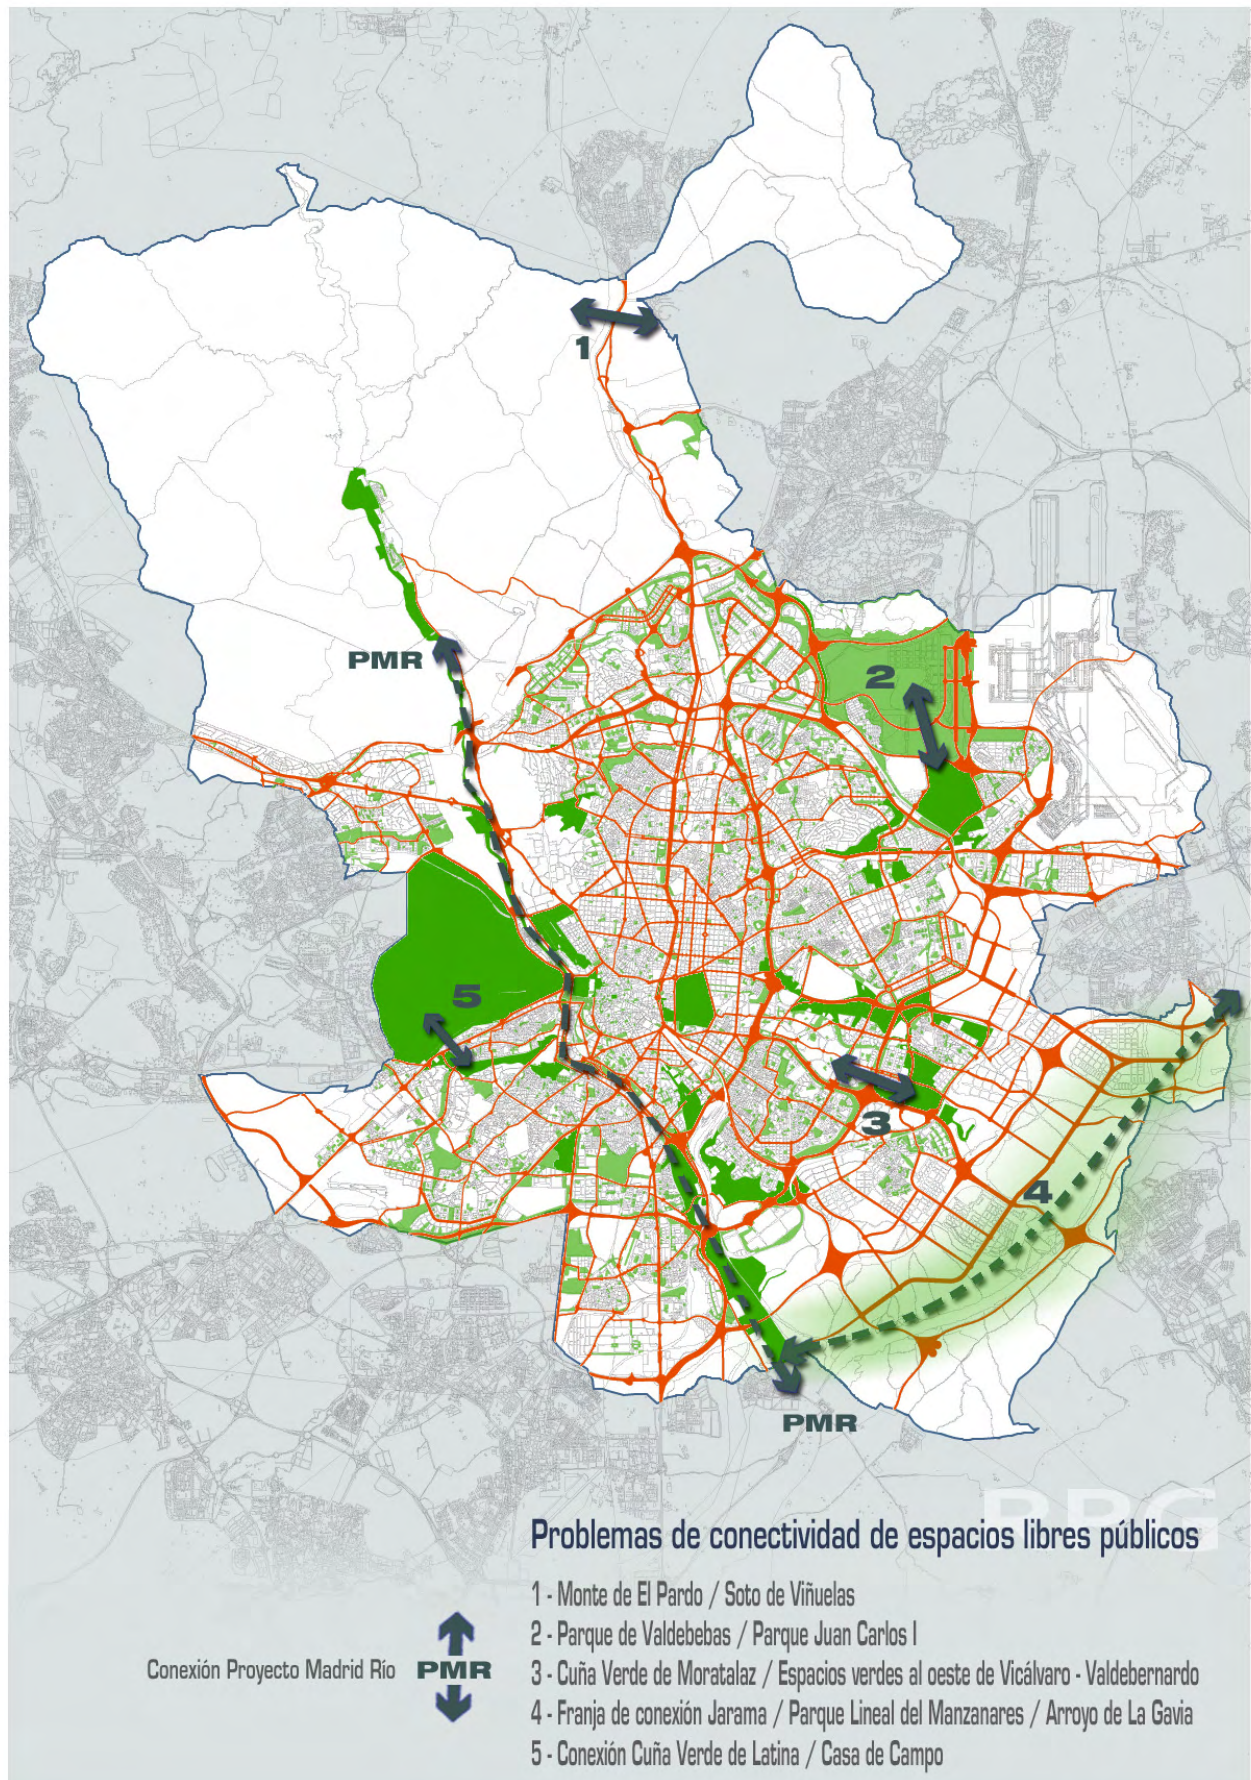 1
2
PMR
5
3
4
PMR
PPG
Problemas de conectividad de espacios libres públicos
1 - Monte de El Pardo / Soto de Viñuelas
2 - Parque de Valdebebas / Parque Juan Carlos I
Conexión Proyecto Madrid Río PMR
3 - Cuña Verde de Moratalaz / Espacios verdes al oeste de Vicálvaro - Valdebernardo
4 - Franja de conexión Jarama / Parque Lineal del Manzanares / Arroyo de La Gavia
5 - Conexión Cuña Verde de Latina / Casa de Campo